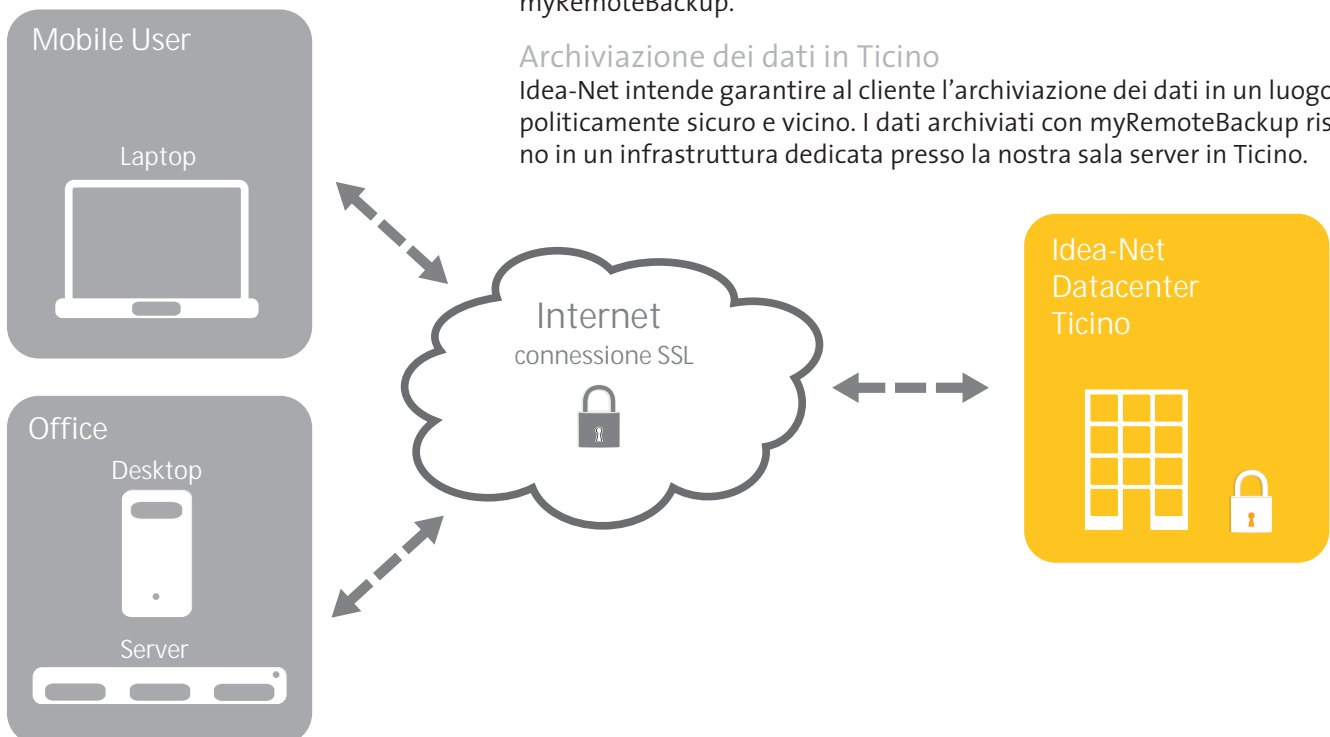 myRemoteBackup.
Archiviazione dei dati in Ticino
Idea-Net intende garantire al cliente l’archiviazione dei dati in un luogo
politicamente sicuro e vicino. I dati archiviati con myRemoteBackup ris
no in un infrastruttura dedicata presso la nostra sala server in Ticino.
Mobile User
Laptop
Office
Desktop
Server
Internet
connessione SSL
Idea-Net
Datacenter
Ticino